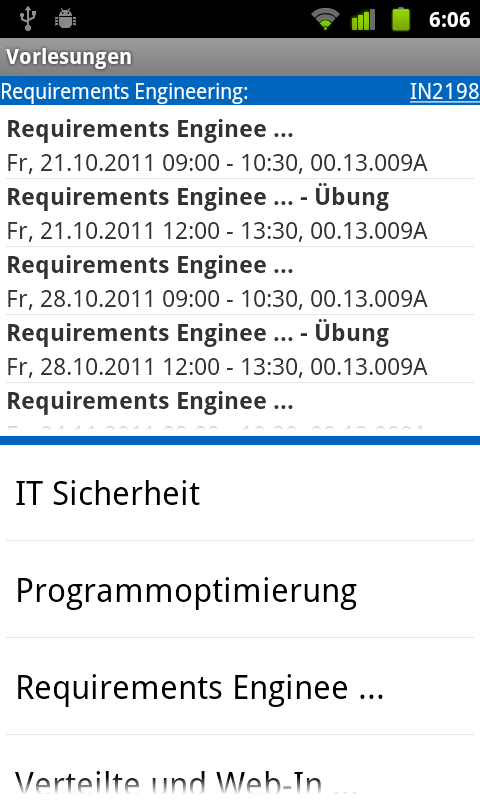 6:06
Vorlesungen
Requirements Engineering: IN2198
Requirements Enginee ...
Fr, 21.10.2011 09:00 - 10:30, 00.13.009A
Requirements Enginee ... - Übung
Fr, 21.10.2011 12:00 - 13:30, 00.13.009A
Requirements Enginee ...
Fr, 28.10.2011 09:00 - 10:30, 00.13.009A
Requirements Enginee ... - Übung
Fr, 28.10.2011 12:00 - 13:30, 00.13.009A
Requirements Enginee ...
IT Sicherheit
Programmoptimierung
Requirements Enginee ...
Verteilte und Web-In ...